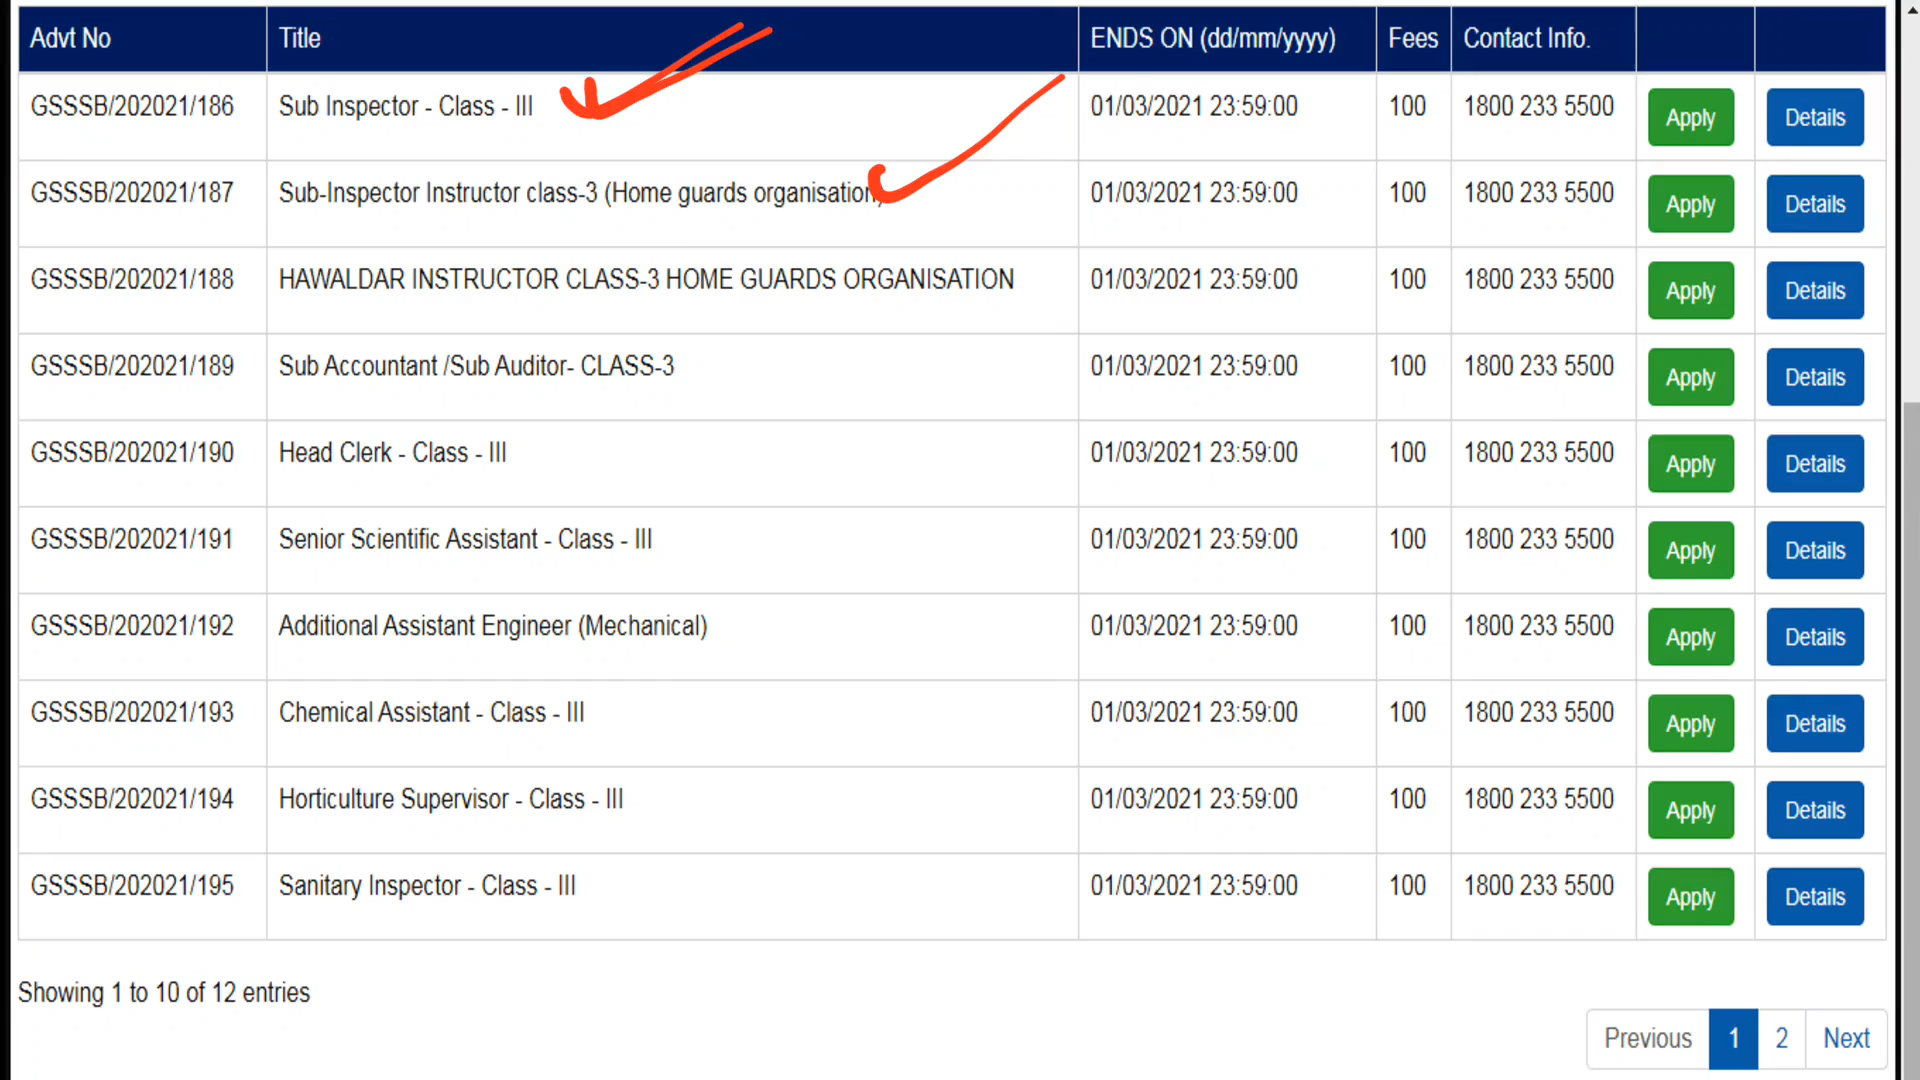 Advt No Title ENDS ON (dd/mm/yyyy) Fees Contact Info.
GSSSB/202021/186 Sub Inspector - Class - III 01/03/2021 23:59:00 100 1800 233 5500 Apply Details
GSSSB/202021/187 Sub-Inspector Instructor class-3 (Home guards organisation) 01/03/2021 23:59:00 100 1800 233 5500 Apply Details
GSSSB/202021/188 HAWALDAR INSTRUCTOR CLASS-3 HOME GUARDS ORGANISATION 01/03/2021 23:59:00 100 1800 233 5500 Apply Details
GSSSB/202021/189 Sub Accountant /Sub Auditor- CLASS-3 01/03/2021 23:59:00 100 1800 233 5500 Apply Details
GSSSB/202021/190 Head Clerk - Class - III 01/03/2021 23:59:00 100 1800 233 5500 Apply Details
GSSSB/202021/191 Senior Scientific Assistant - Class - III 01/03/2021 23:59:00 100 1800 233 5500 Apply Details
GSSSB/202021/192 Additional Assistant Engineer (Mechanical) 01/03/2021 23:59:00 100 1800 233 5500 Apply Details
GSSSB/202021/193 Chemical Assistant - Class - III 01/03/2021 23:59:00 100 1800 233 5500 Apply Details
GSSSB/202021/194 Horticulture Supervisor - Class - III 01/03/2021 23:59:00 100 1800 233 5500 Apply Details
GSSSB/202021/195 Sanitary Inspector - Class - III 01/03/2021 23:59:00 100 1800 233 5500 Apply Details
Showing 1 to 10 of 12 entries
Previous 1 2 Next